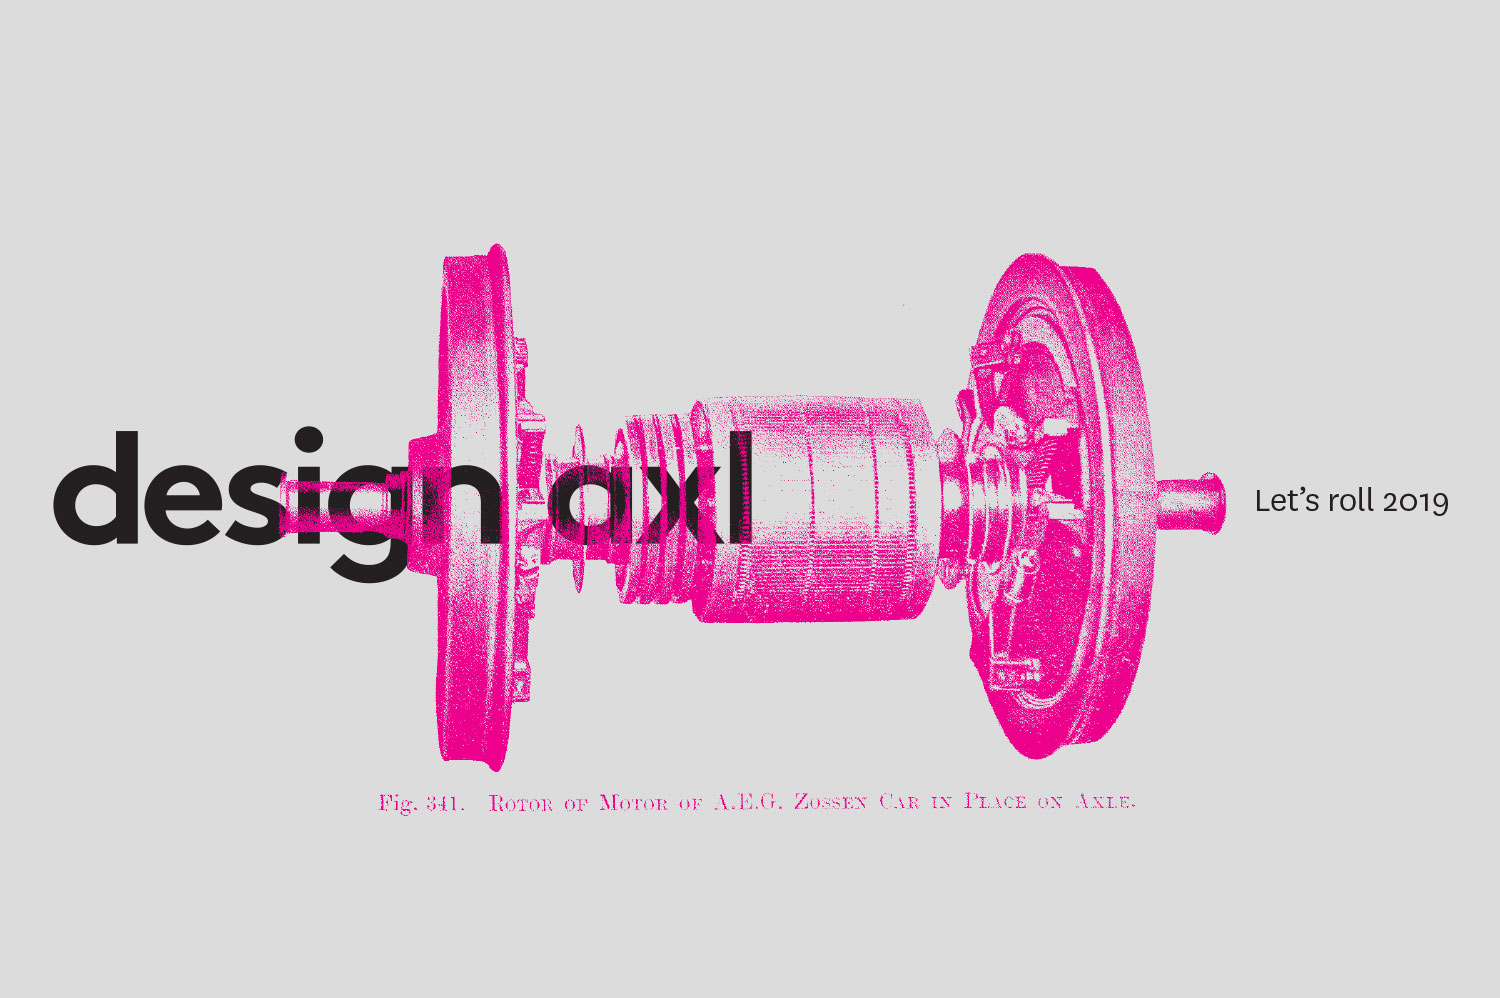 design axl
Let’s roll 2019
Fig. 341. Rotor of Motor of A.E.G. Zossen Car in Place on Axle.